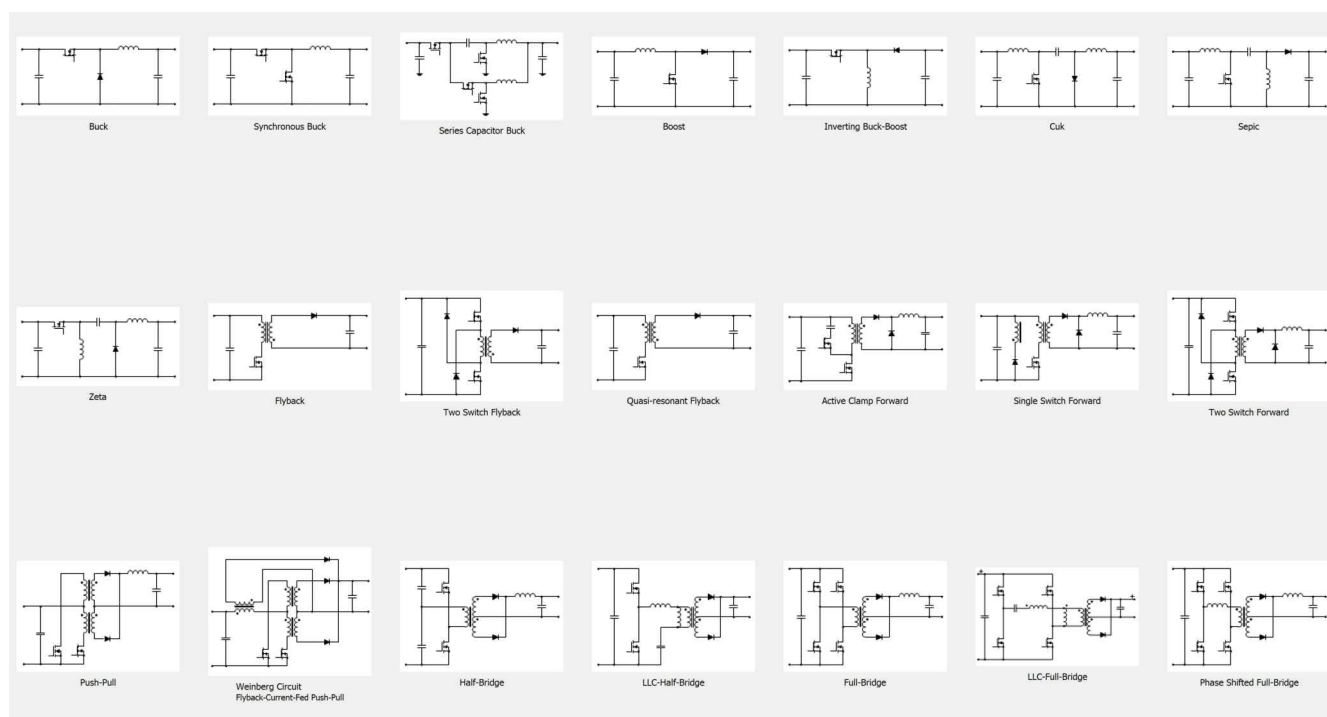 Buck
Synchronous Buck
Series Capacitor Buck
Boost
Inverting Buck-Boost
Cuk
Sepic
Zeta
Flyback
Two Switch Flyback
Quasi-resonant Flyback
Active Clamp Forward
Single Switch Forward
Two Switch Forward
Push-Pull
Weinberg Circuit
Flyback-Current-Fed Push-Pull
Half-Bridge
LLC-Half-Bridge
Full-Bridge
LLC-Full-Bridge
Phase Shifted Full-Bridge